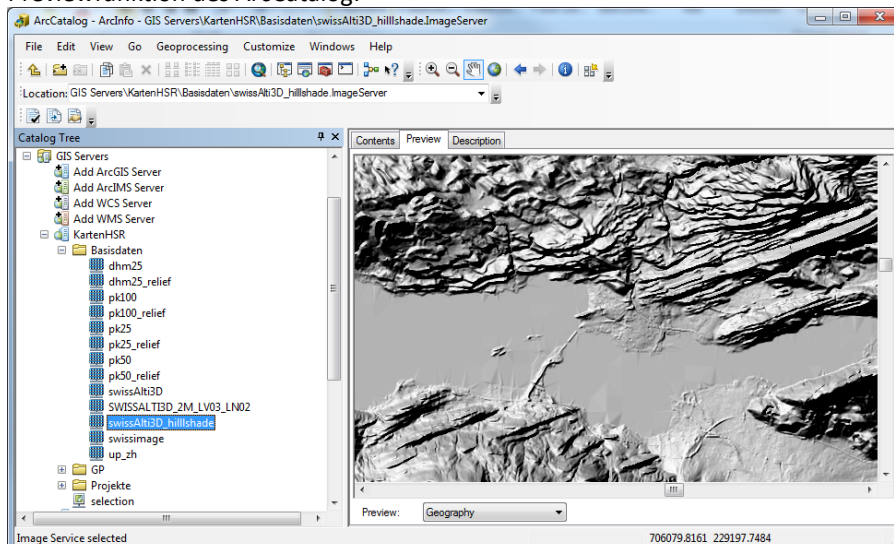 Previewfunktion des ArcCatalog.
ArcCatalog - ArcInfo - GIS Servers\KartenHSR\Basisdaten\swissAlti3D_hilllshade.ImageServer
File Edit View Go Geoprocessing Customize Windows Help
Location: GIS Servers\KartenHSR\Basisdaten\swissAlti3D_hilllshade.ImageServer
Catalog Tree
Contents Preview Description
GIS Servers
Add ArcGIS Server
Add ArcIMS Server
Add WCS Server
Add WMS Server
KartenHSR
Basisdaten
dhm25
dhm25_relief
pk100
pk100_relief
pk25
pk25_relief
pk50
pk50_relief
swissAlti3D
SWISSALTI3D_2M_LV03_LN02
swissAlti3D_hilllshade
swissimage
up_zh
GP
Projekte
selection
Preview: Geography
Image Service selected
706079.8161 229197.7484